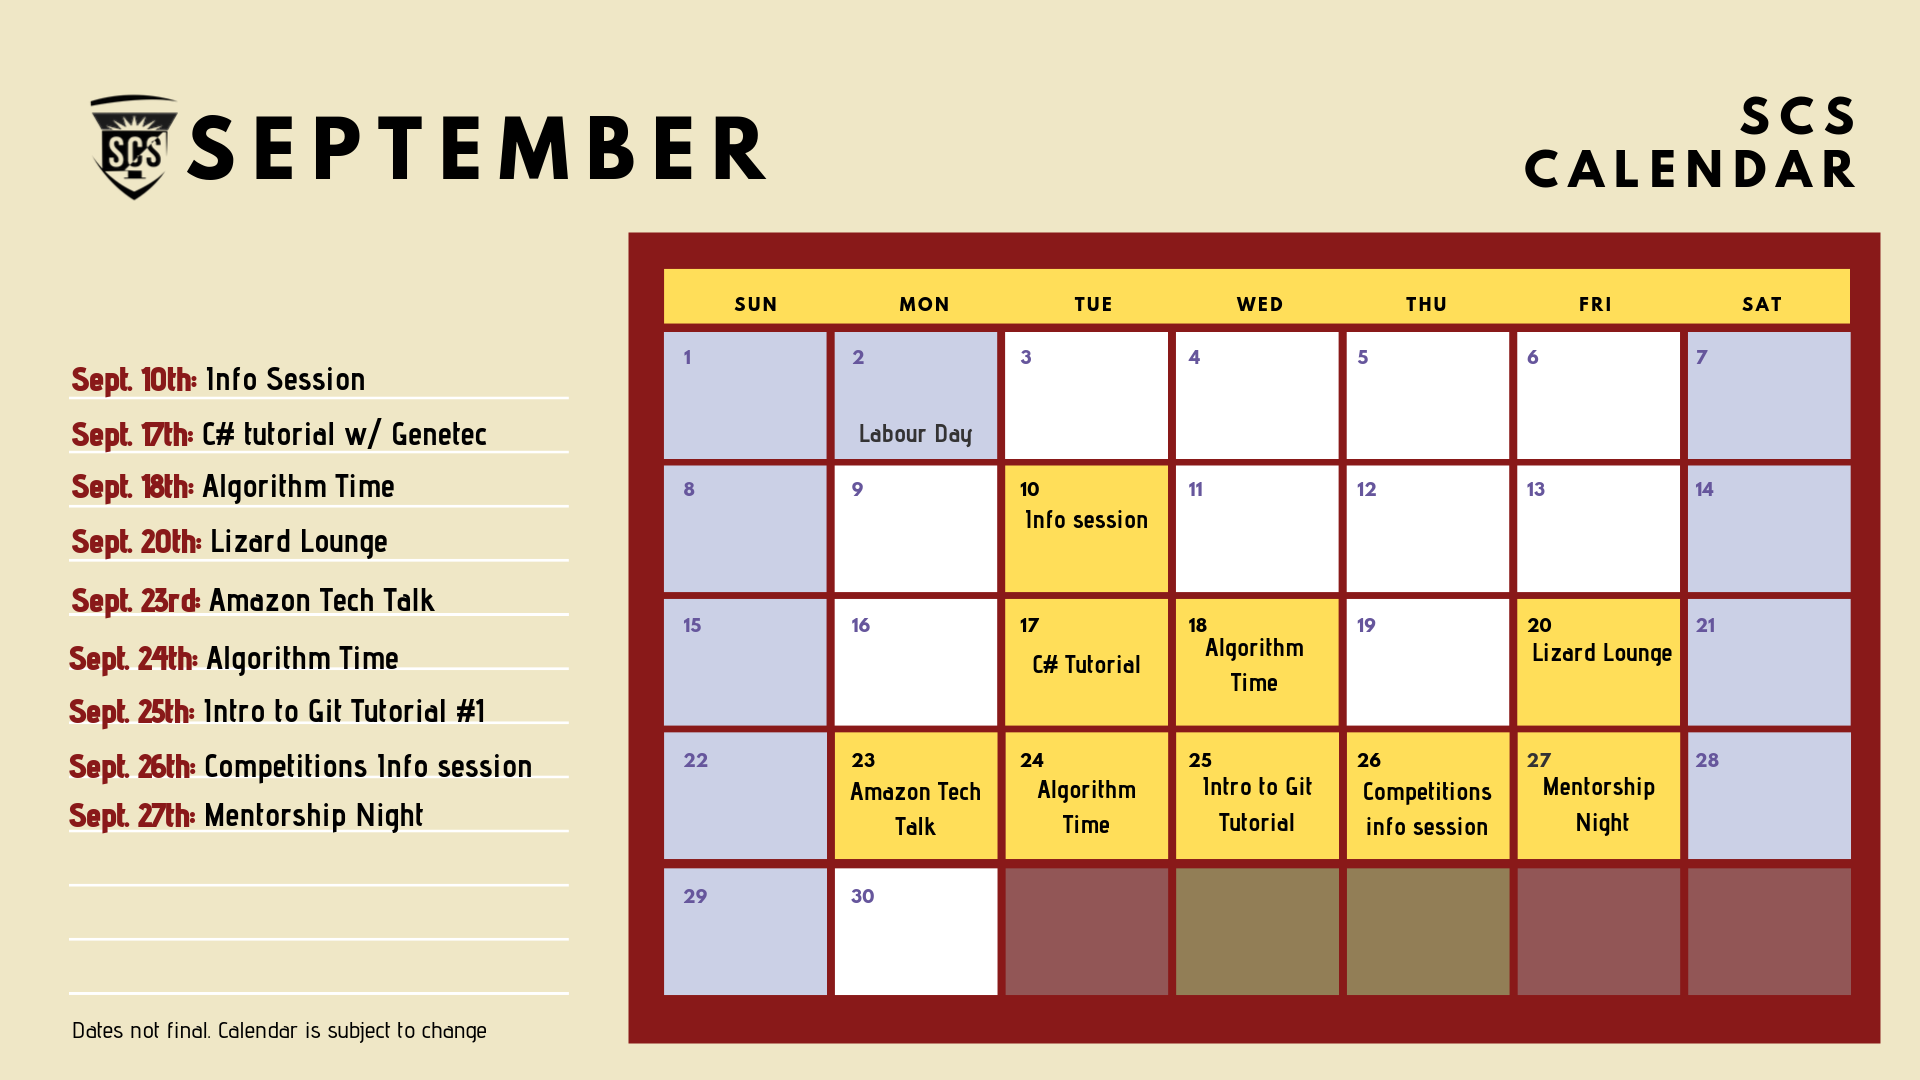 SCS
SEPTEMBER
SCS
CALENDAR
Sept. 10th: Info Session
Sept. 17th: C# tutorial w/ Genetec
Sept. 18th: Algorithm Time
Sept. 20th: Lizard Lounge
Sept. 23rd: Amazon Tech Talk
Sept. 24th: Algorithm Time
Sept. 25th: Intro to Git Tutorial #1
Sept. 26th: Competitions Info session
Sept. 27th: Mentorship Night
Dates not final. Calendar is subject to change
SUN MON TUE WED THU FRI SAT
1 2 3 4 5 6 7
Labour Day
8 9 10 11 12 13 14
Info session
15 16 17 18 19 20 21
C# Tutorial
Algorithm
Time
Lizard Lounge
22 23 24 25 26 27 28
Amazon Tech
Talk
Algorithm
Time
Intro to Git
Tutorial
Competitions
info session
Mentorship
Night
29 30